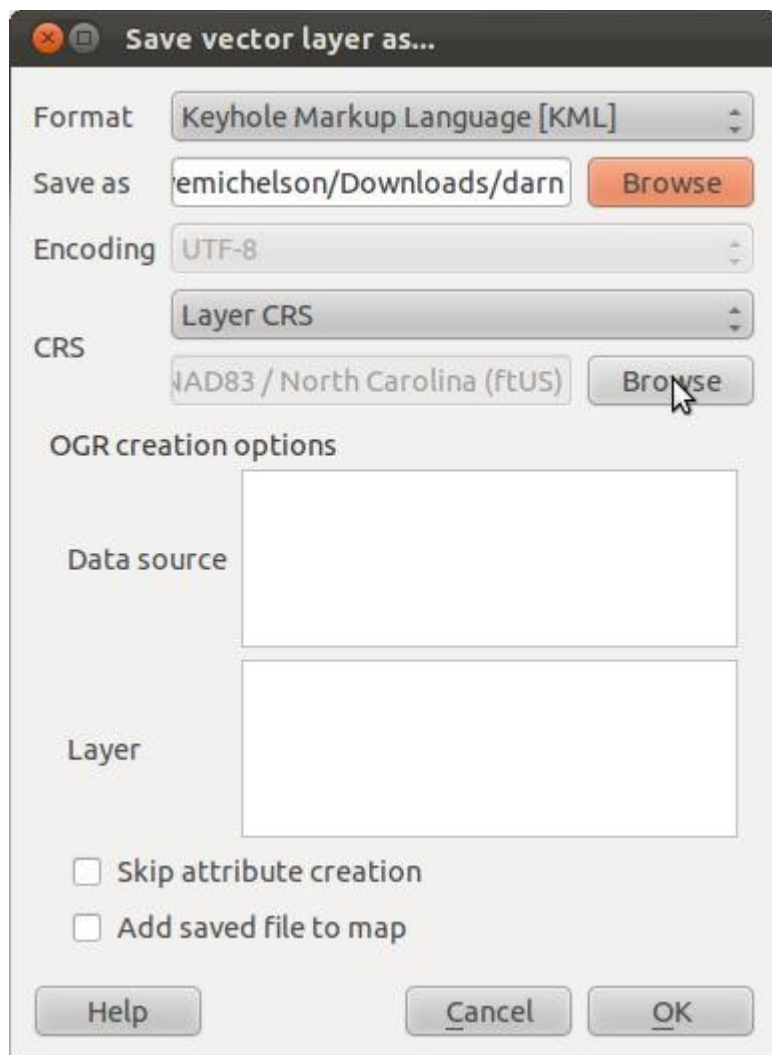 Save vector layer as...
Format Keyhole Markup Language [KML]
Save as emichelson/Downloads/darn Browse
Encoding UTF-8
Layer CRS
CRS
NAD83 / North Carolina (ftUS) Browse
OGR creation options
Data source
Layer
Skip attribute creation
Add saved file to map
Help Cancel OK